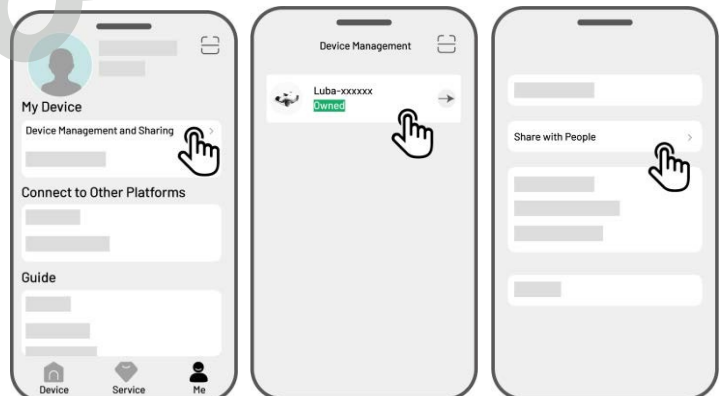 My Device
Device Management and Sharing
Connect to Other Platforms
Guide
Device
Service
Me
Device Management
Luba-xxxxxx
Owned
Share with People